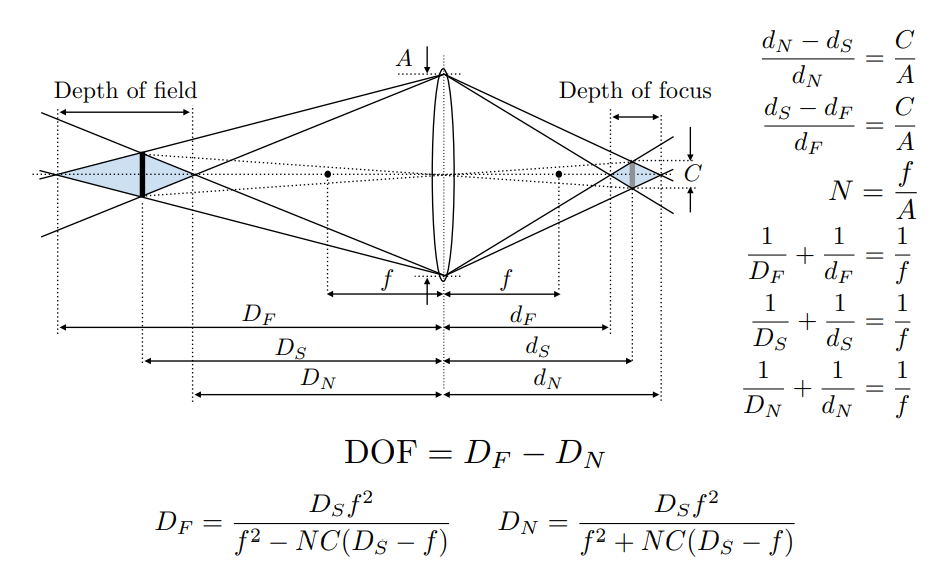 A
Depth of field
Depth of focus
C
f f
D_F d_F
D_S d_S
D_N d_N
\frac{d_N - d_S}{d_N} = \frac{C}{A}
\frac{d_S - d_F}{d_F} = \frac{C}{A}
N = \frac{f}{A}
\frac{1}{D_F} + \frac{1}{d_F} = \frac{1}{f}
\frac{1}{D_S} + \frac{1}{d_S} = \frac{1}{f}
\frac{1}{D_N} + \frac{1}{d_N} = \frac{1}{f}
DOF = D_F − D_N
D_F = \frac{D_S f^2}{f^2 - NC(D_S - f)} D_N = \frac{D_S f^2}{f^2 + NC(D_S - f)}